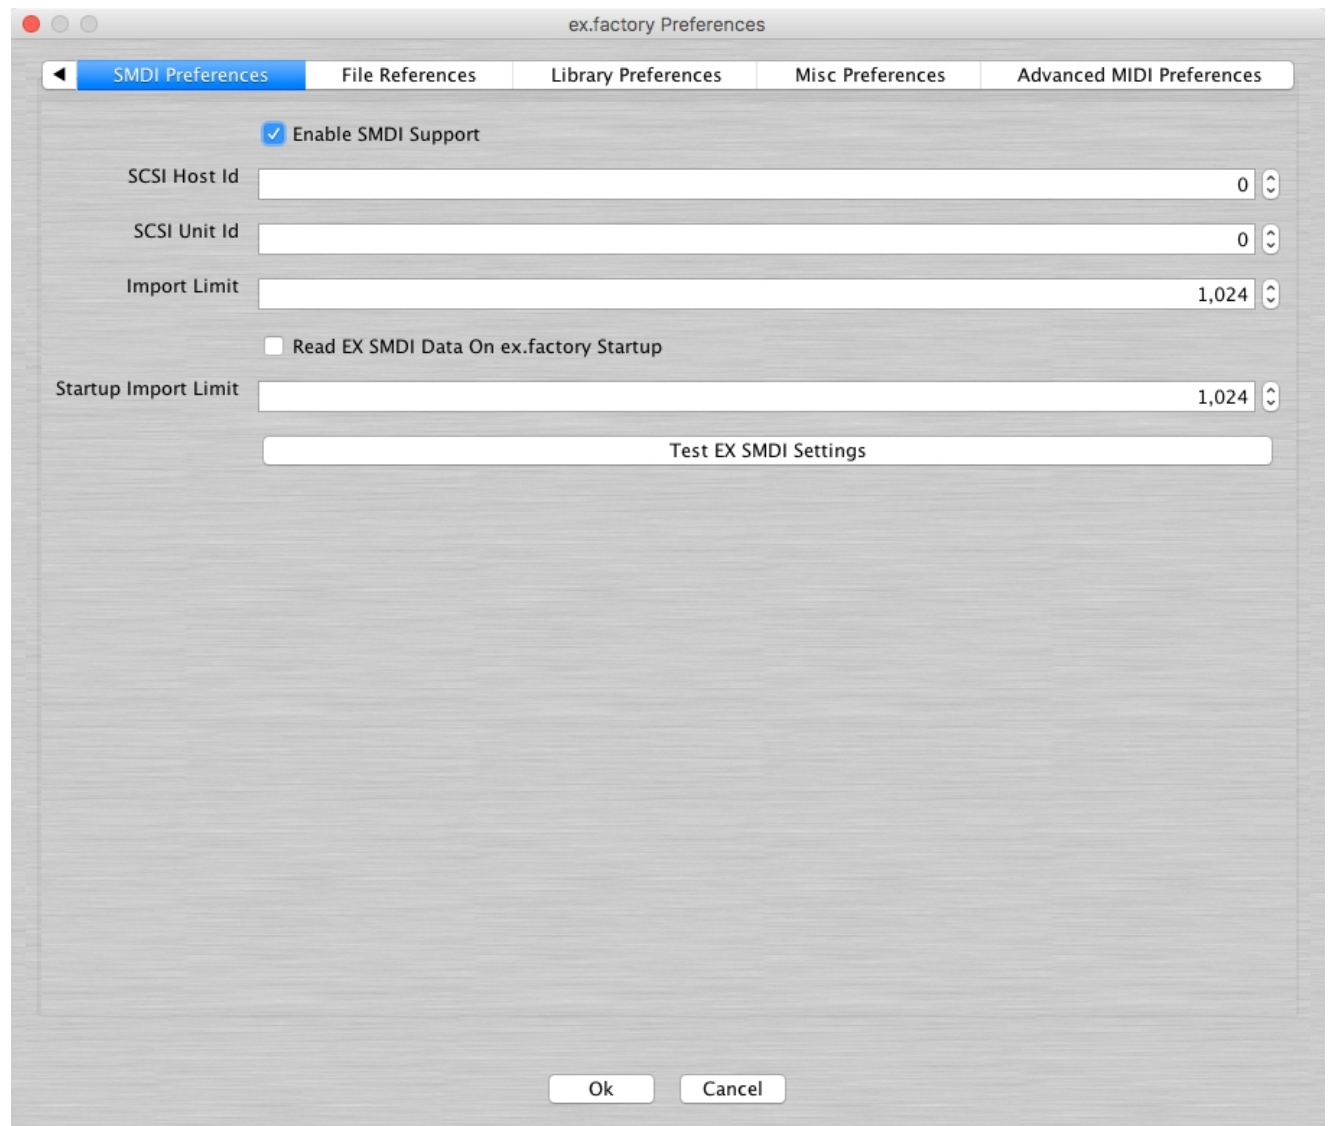 ex.factory Preferences
SMDI Preferences File References Library Preferences Misc Preferences Advanced MIDI Preferences
Enable SMDI Support
SCSI Host Id 0
SCSI Unit Id 0
Import Limit 1,024
Read EX SMDI Data On ex.factory Startup
Startup Import Limit 1,024
Test EX SMDI Settings
Ok Cancel